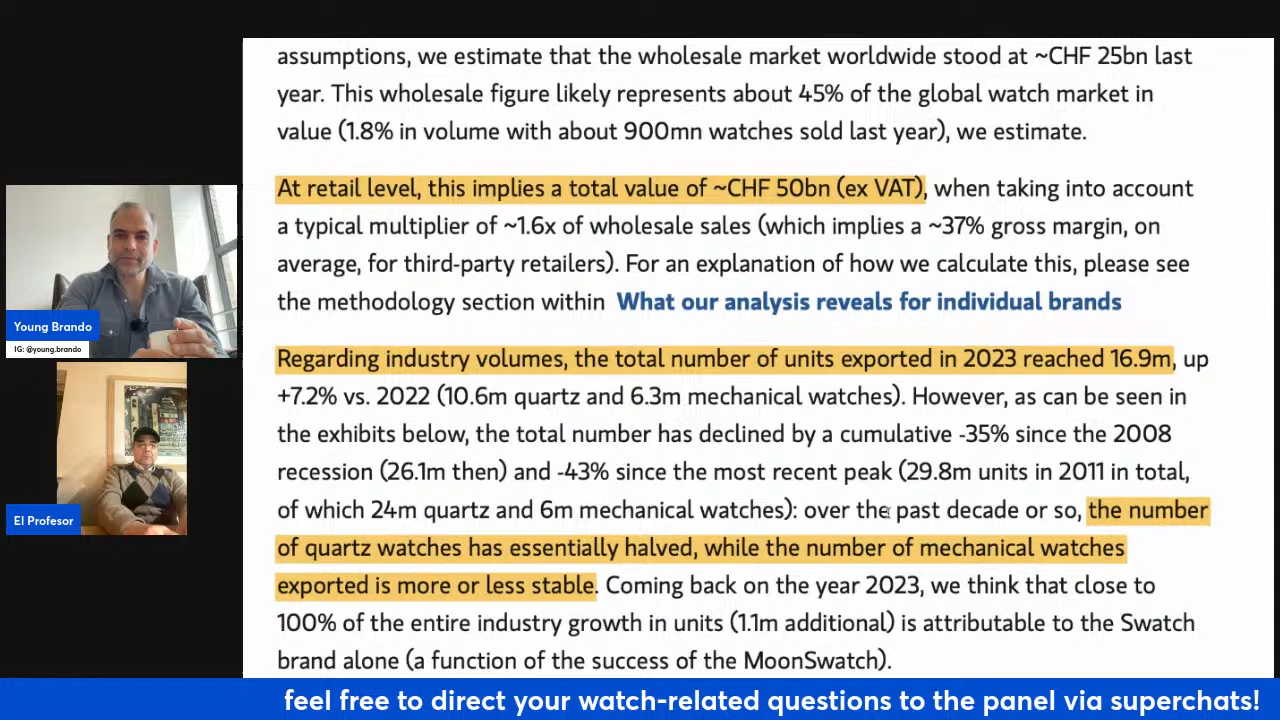 assumptions, we estimate that the wholesale market worldwide stood at ~CHF 25bn last
year. This wholesale figure likely represents about 45% of the global watch market in
value (1.8% in volume with about 900mn watches sold last year), we estimate.
At retail level, this implies a total value of ~CHF 50bn (ex VAT), when taking into account
a typical multiplier of ~1.6x of wholesale sales (which implies a ~37% gross margin, on
average, for third-party retailers). For an explanation of how we calculate this, please see
the methodology section within What our analysis reveals for individual brands
Regarding industry volumes, the total number of units exported in 2023 reached 16.9m, up
+7.2% vs. 2022 (10.6m quartz and 6.3m mechanical watches). However, as can be seen in
the exhibits below, the total number has declined by a cumulative -35% since the 2008
recession (26.1m then) and -43% since the most recent peak (29.8m units in 2011 in total,
of which 24m quartz and 6m mechanical watches): over the past decade or so, the number
of quartz watches has essentially halved, while the number of mechanical watches
exported is more or less stable. Coming back on the year 2023, we think that close to
100% of the entire industry growth in units (1.1m additional) is attributable to the Swatch
brand alone (a function of the success of the MoonSwatch).
Young Brando
IG: @young.brando
El Profesor
feel free to direct your watch-related questions to the panel via superchats!